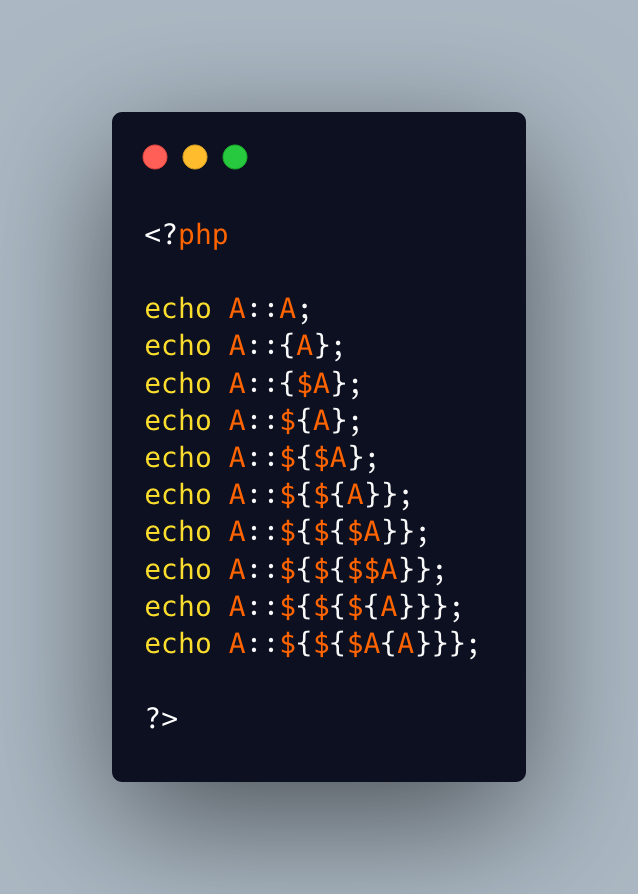 <?php
echo A::A;
echo A::{A};
echo A::{$A};
echo A::${A};
echo A::${$A};
echo A::${${A}};
echo A::${${$A}};
echo A::${${$$A}};
echo A::${${${A}}};
echo A::${${$A{A}}};
?>